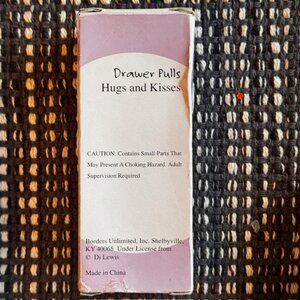 Drawer Pulls
Hugs and Kisses
CAUTION: Contains Small Parts That
May Present A Choking Hazard. Adult
Supervision Required
Borders Unlimited, Inc. Shelbyville,
KY 40065 Under License from
© Di Lewis
Made in China